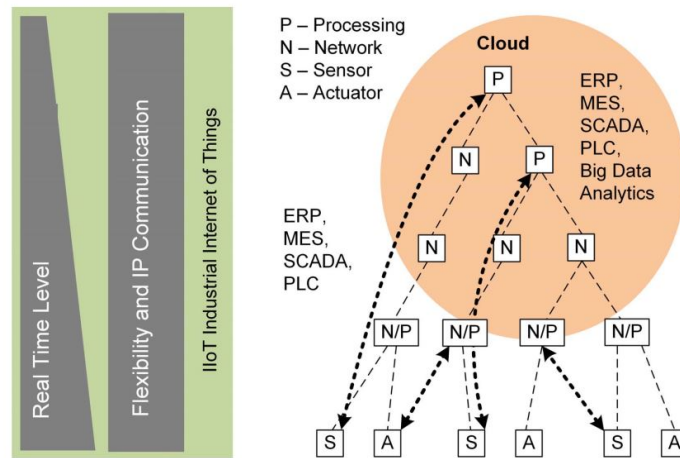 Real Time Level
Flexibility and IP Communication
IIoT Industrial Internet of Things
P – Processing
N – Network
S – Sensor
A – Actuator
Cloud
P
ERP,
MES,
SCADA,
PLC,
Big Data
Analytics
N
P
ERP,
MES,
SCADA,
PLC
N
N
N
N/P
N/P
N/P
N/P
S
A
S
A
S
A